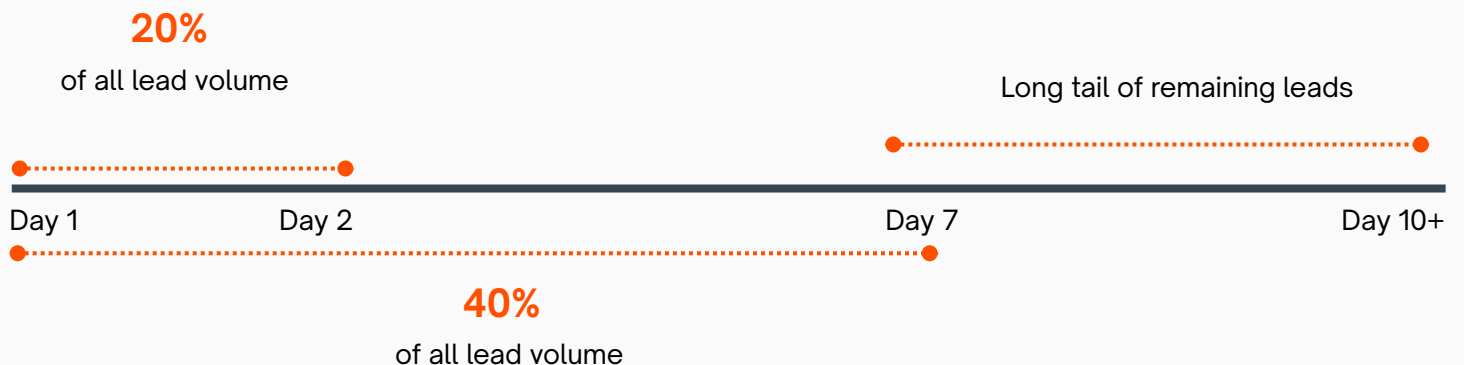 20%
of all lead volume
Long tail of remaining leads
Day 1
Day 2
Day 7
Day 10+
40%
of all lead volume